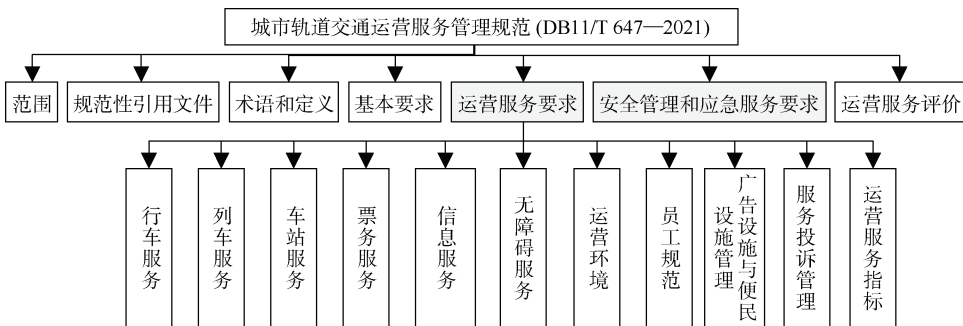 城市轨道交通运营服务管理规范 (DB11/T 647—2021)
范围
规范性引用文件
术语和定义
基本要求
运营服务要求
安全管理和应急服务要求
运营服务评价
行车服务
列车服务
车站服务
票务服务
信息服务
无障碍服务
运营环境
员工规范
广告设施与便民
设施管理
服务投诉管理
运营服务指标